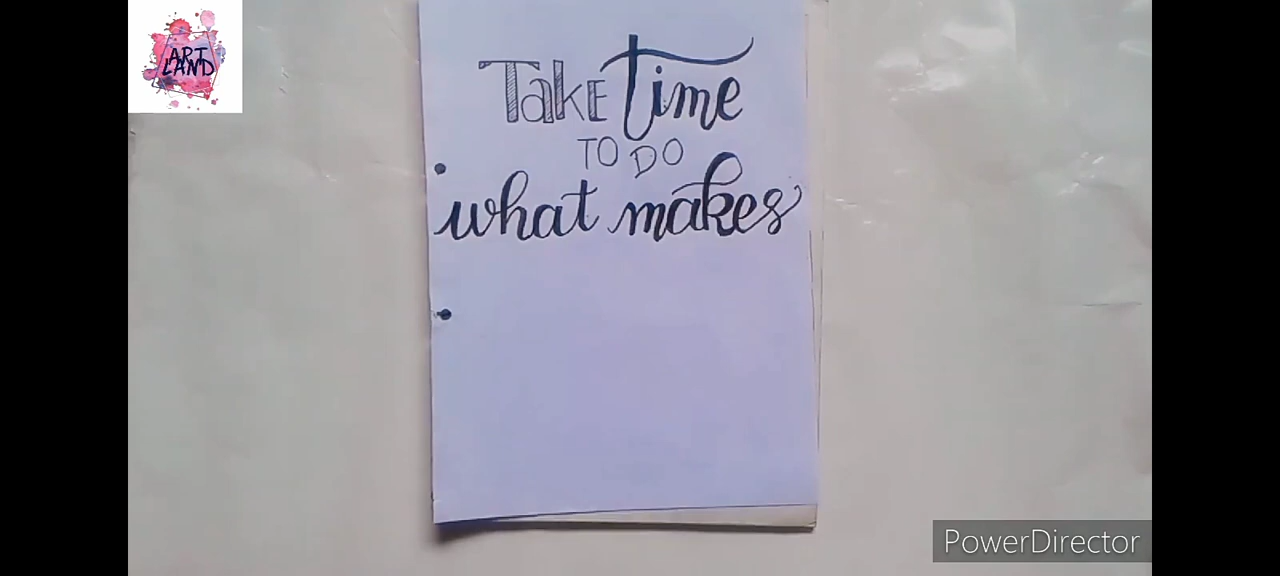 ART
LAND
Take time
TO DO
what makes
PowerDirector